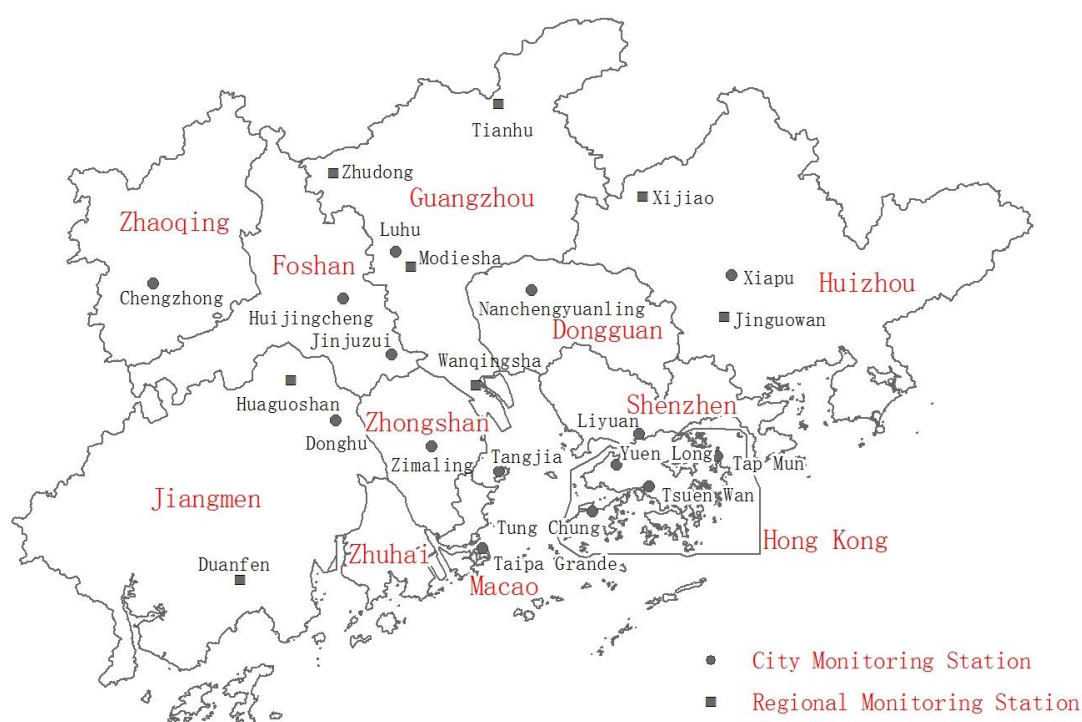 Tianhu
Zhudong
Guangzhou
Xijiao
Zhaoqing
Luhu
Modiesha
Foshan
Xiapu
Huizhou
Chengzhong
Huijingcheng
Nanchengyuanling
Dongguan
Jinguowan
Jinjuzui
Wanqingsha
Huaguoshan
Shenzhen
Zhongshan
Liyuan
Donghu
Zimaling
Tangjia
Yuen Long
Tap Mun
Jiangmen
Tsuen Wan
Tung Chung
Hong Kong
Zhuhai
Duanfen
Taipa Grande
Macao
City Monitoring Station
Regional Monitoring Station